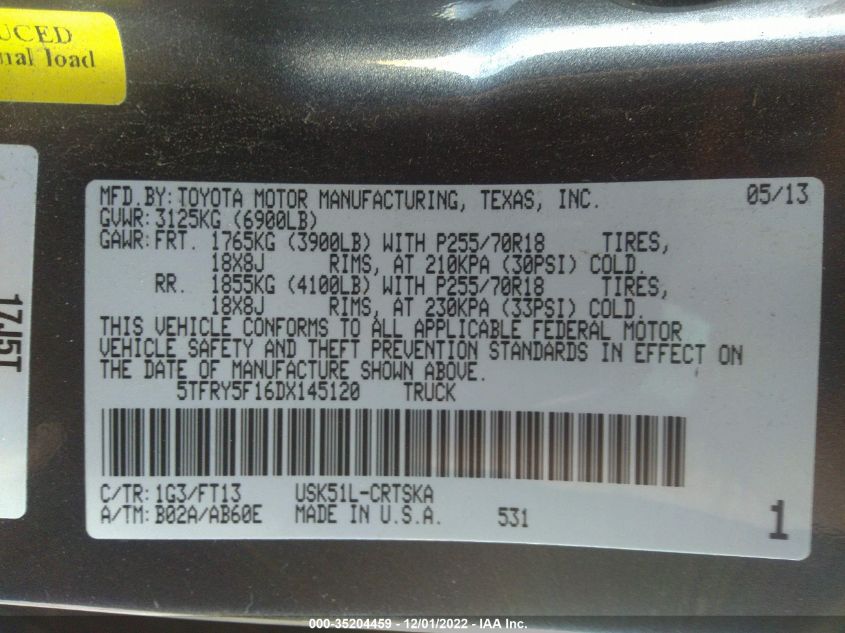 UCED
nal load
17J5T
MFD.BY: TOYOTA MOTOR MANUFACTURING, TEXAS, INC. 05/13
GVWR: 3125KG (6900LB)
GAWR: FRT. 1765KG (3900LB) WITH P255/70R18 TIRES,
18X8J RIMS, AT 210KPA (30PSI) COLD.
RR. 1855KG (4100LB) WITH P255/70R18 TIRES,
18X8J RIMS, AT 230KPA (33PSI) COLD.
THIS VEHICLE CONFORMS TO ALL APPLICABLE FEDERAL MOTOR
VEHICLE SAFETY AND THEFT PREVENTION STANDARDS IN EFFECT ON
THE DATE OF MANUFACTURE SHOWN ABOVE.
5TFRY5F16DX145120 TRUCK
C/TR: 1G3/FT13 USK51L-CRTSKA
A/TM: B02A/AB60E MADE IN U.S.A. 531 1
000-35204459 - 12/01/2022 - IAA Inc.